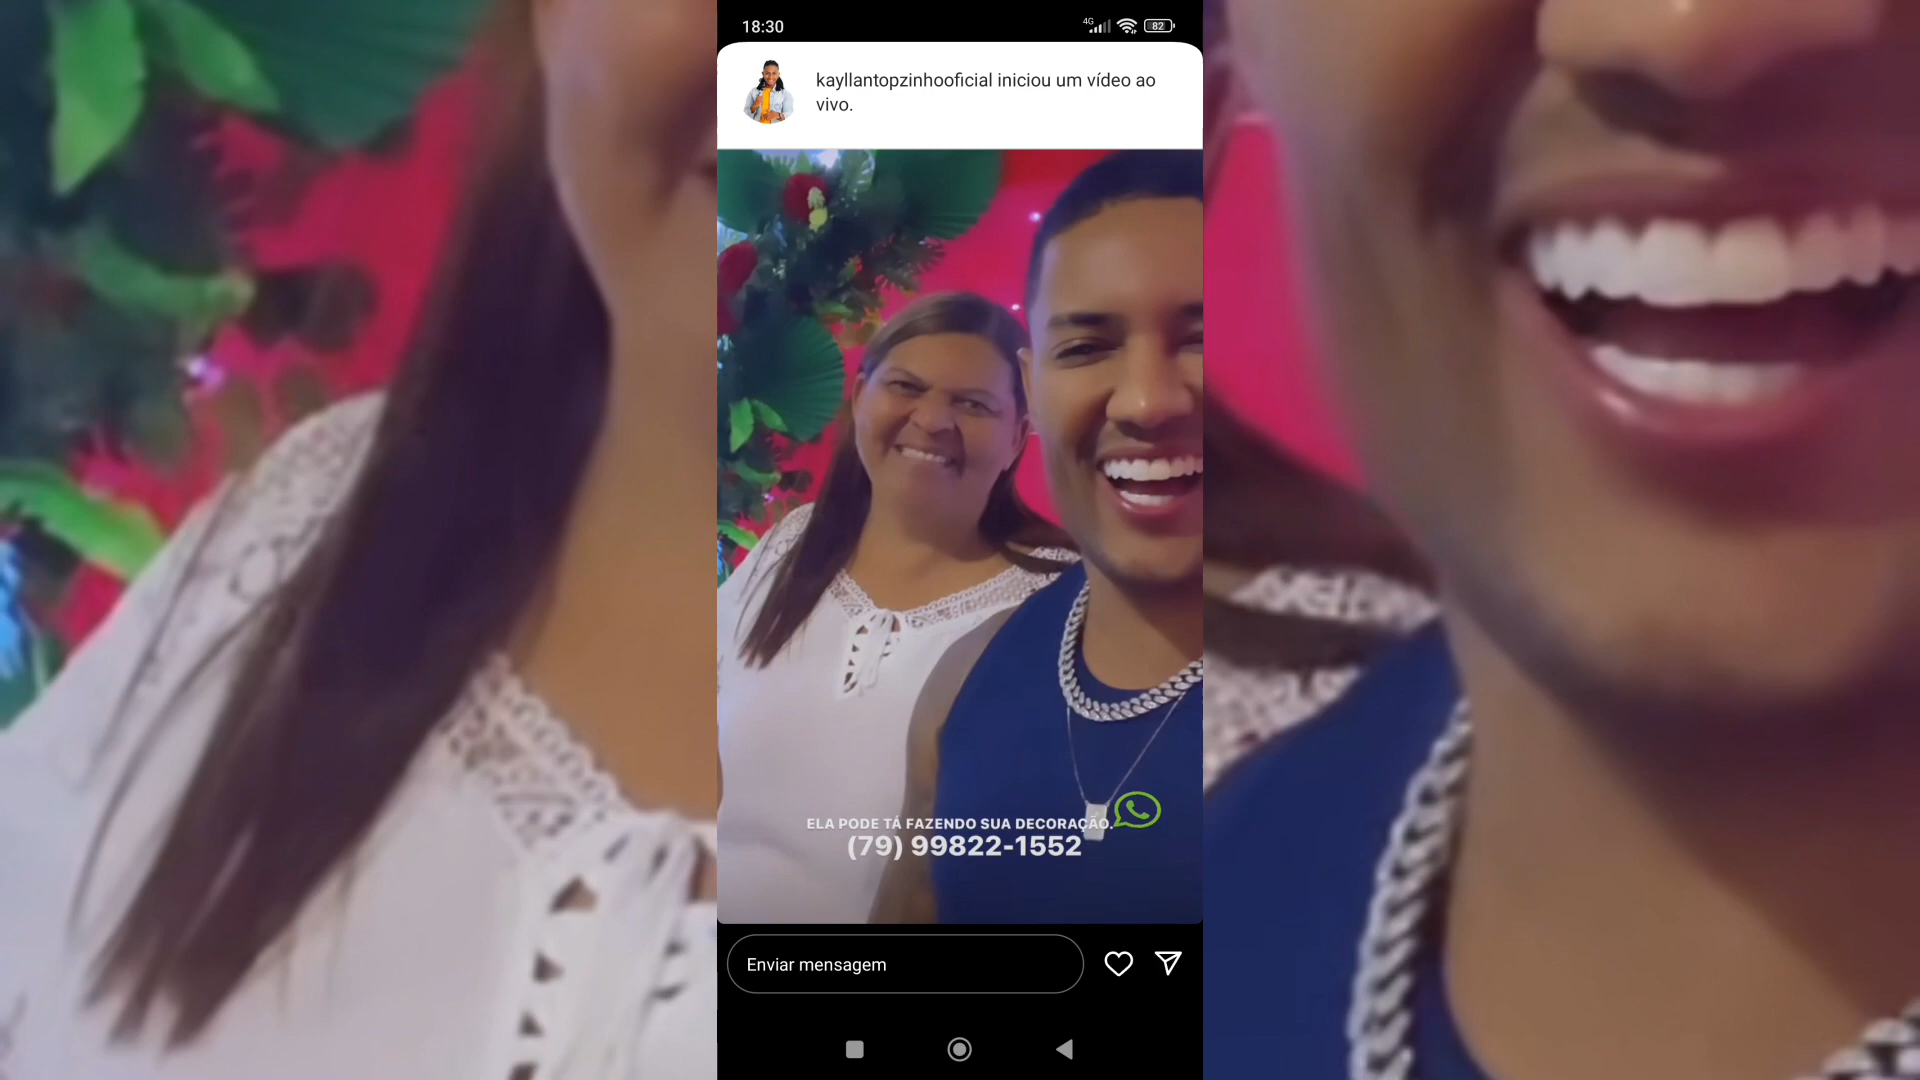 18:30
4G
82
kayllantopzinhooficial iniciou um vídeo ao
vivo.
ELA PODE TÁ FAZENDO SUA DECORAÇÃO.
(79) 99822-1552
Enviar mensagem